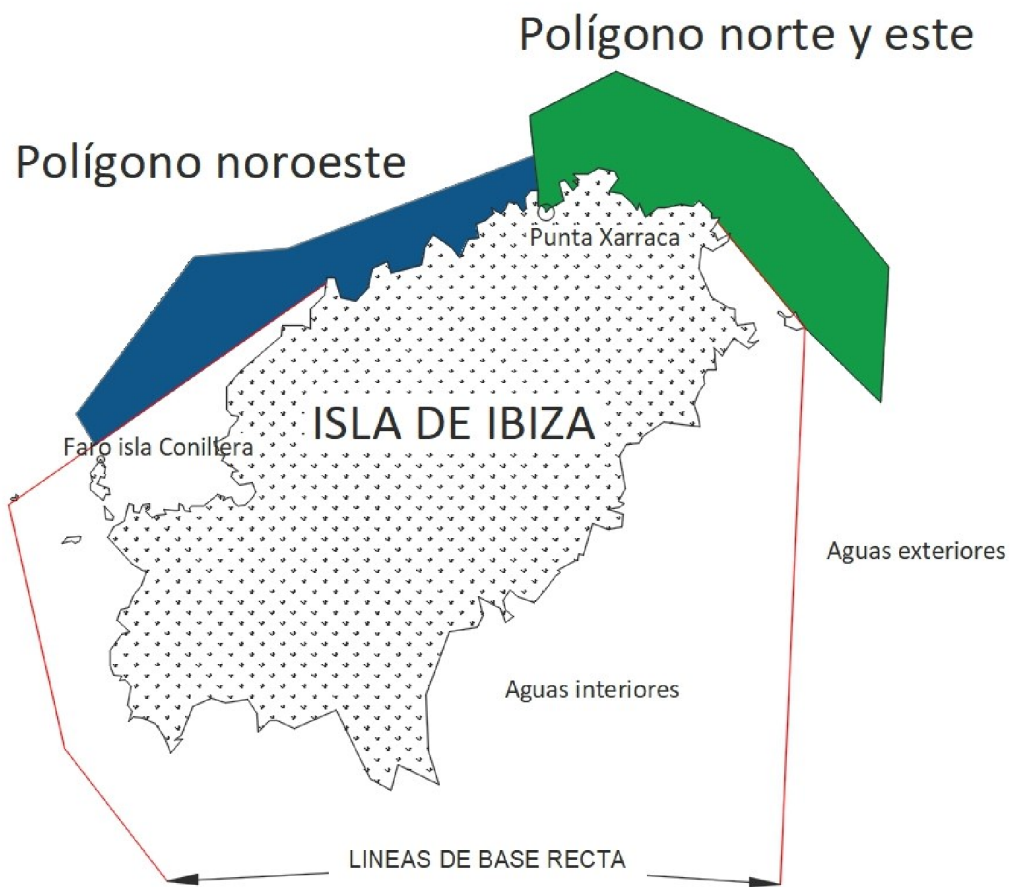 Polígono norte y este
Polígono noroeste
Punta Xarraca
ISLA DE IBIZA
Faro isla Conillera
Aguas exteriores
Aguas interiores
LINEAS DE BASE RECTA